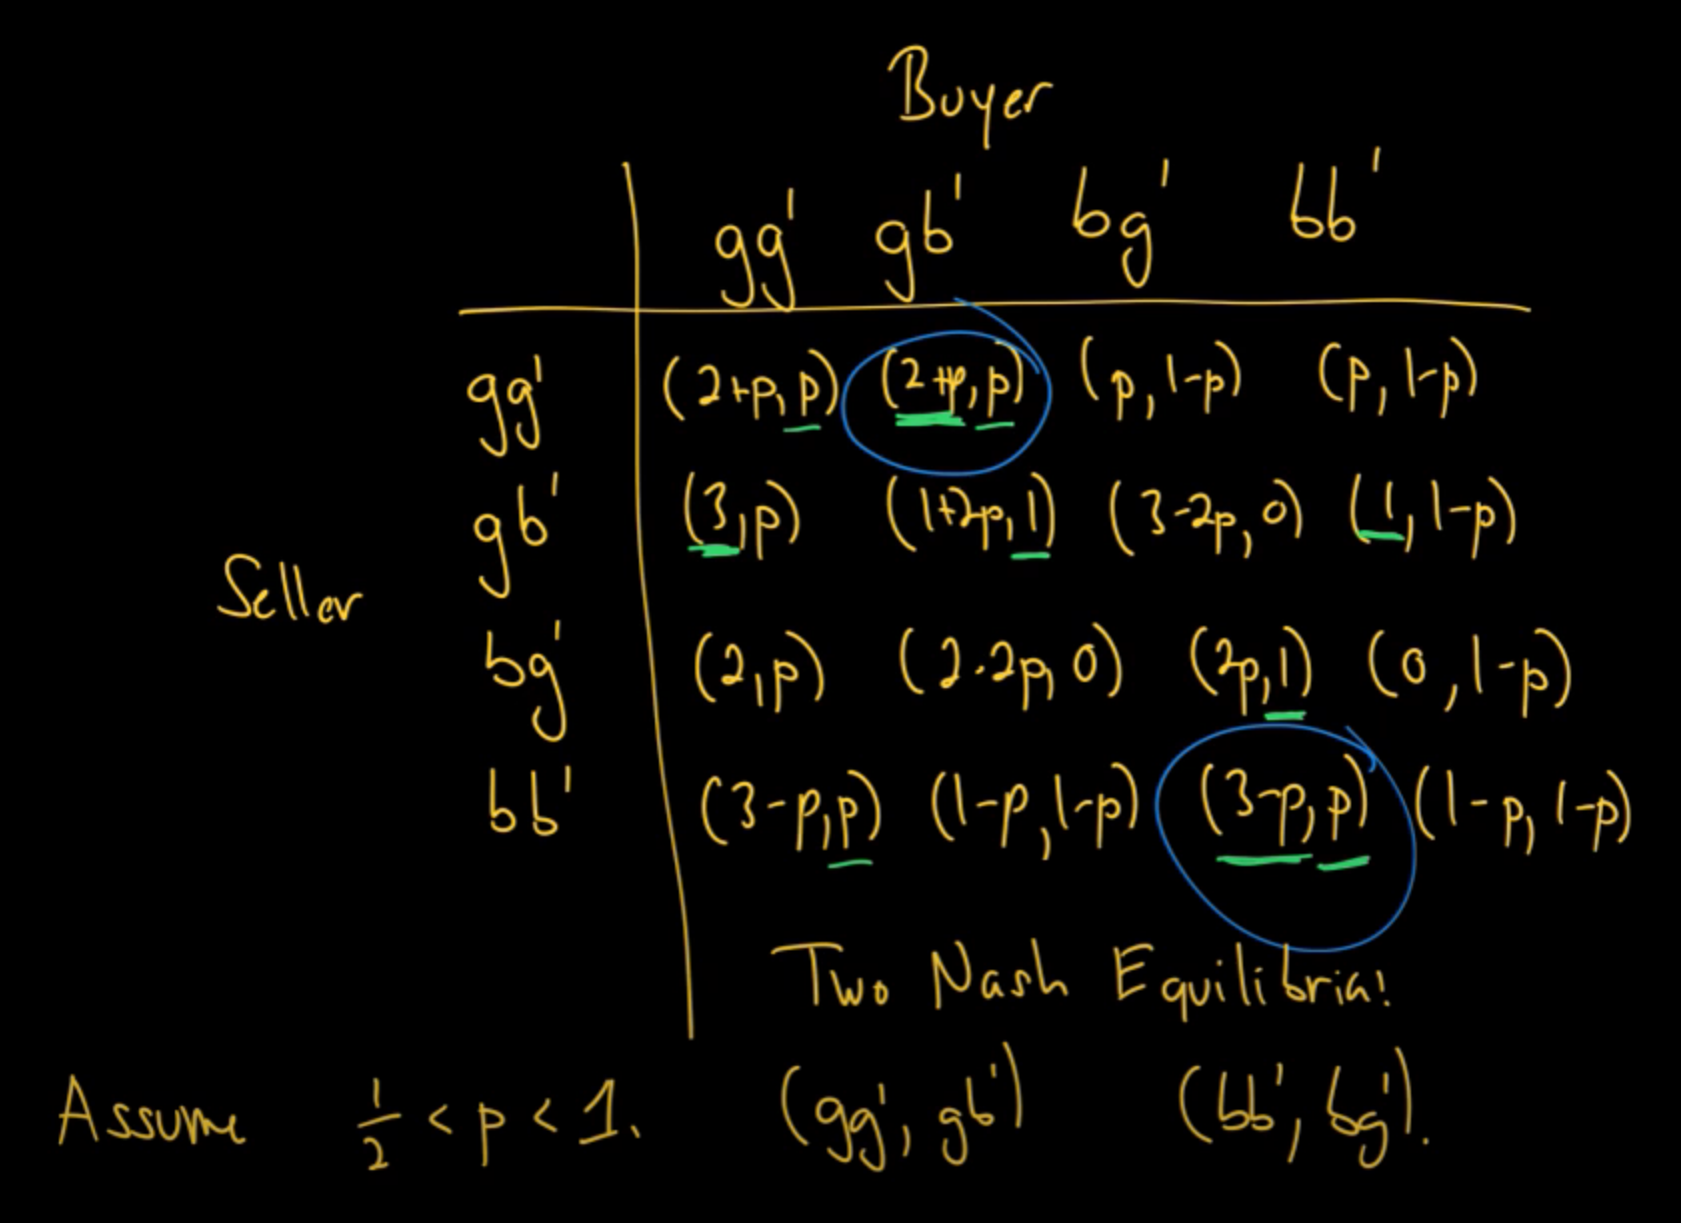 Buyer
gg' gb' bg' bb'
gg' (2+p, p) (2+p, p) (p, 1-p) (p, 1-p)
gb' (3, p) (1+2p, 1) (3-2p, 0) (1, 1-p)
Seller
bg' (2, p) (2-2p, 0) (2p, 1) (0, 1-p)
bb' (3-p, p) (1-p, 1-p) (3-p, p) (1-p, 1-p)
Two Nash Equilibria!
Assume 1/2 < p < 1. (gg', gb') (bb', bg').